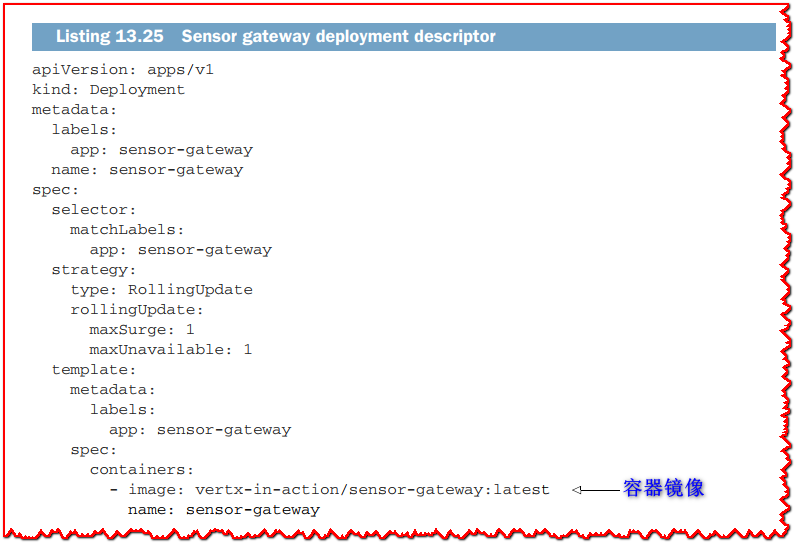 Listing 13.25 Sensor gateway deployment descriptor
apiVersion: apps/v1
kind: Deployment
metadata:
  labels:
    app: sensor-gateway
  name: sensor-gateway
spec:
  selector:
    matchLabels:
      app: sensor-gateway
  strategy:
    type: RollingUpdate
    rollingUpdate:
      maxSurge: 1
      maxUnavailable: 1
  template:
    metadata:
      labels:
        app: sensor-gateway
    spec:
      containers:
        - image: vertx-in-action/sensor-gateway:latest 容器镜像
          name: sensor-gateway